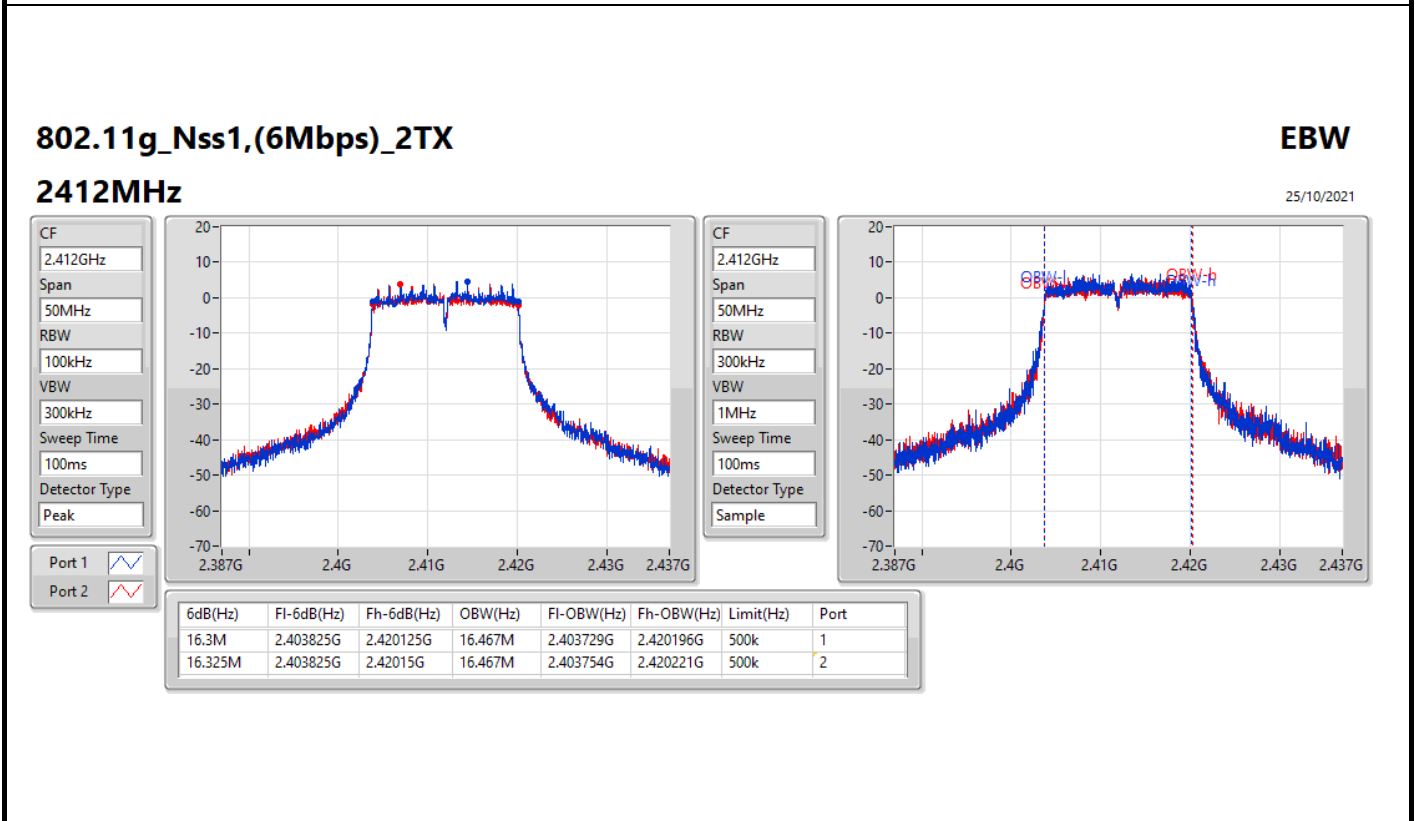 802.11g_Nss1,(6Mbps)_2TX
EBW
2412MHz
25/10/2021
CF
2.412GHz
Span
50MHz
RBW
100kHz
VBW
300kHz
Sweep Time
100ms
Detector Type
Peak
Port 1
Port 2
20
10
0
-10
-20
-30
-40
-50
-60
-70
2.387G 2.4G 2.41G 2.42G 2.43G 2.437G
CF
2.412GHz
Span
50MHz
RBW
300kHz
VBW
1MHz
Sweep Time
100ms
Detector Type
Sample
20
10
0
-10
-20
-30
-40
-50
-60
-70
OBW-l
OBW-h
2.387G 2.4G 2.41G 2.42G 2.43G 2.437G
6dB(Hz) Fl-6dB(Hz) Fh-6dB(Hz) OBW(Hz) Fl-OBW(Hz) Fh-OBW(Hz) Limit(Hz) Port
16.3M 2.403825G 2.420125G 16.467M 2.403729G 2.420196G 500k 1
16.325M 2.403825G 2.42015G 16.467M 2.403754G 2.420221G 500k 2